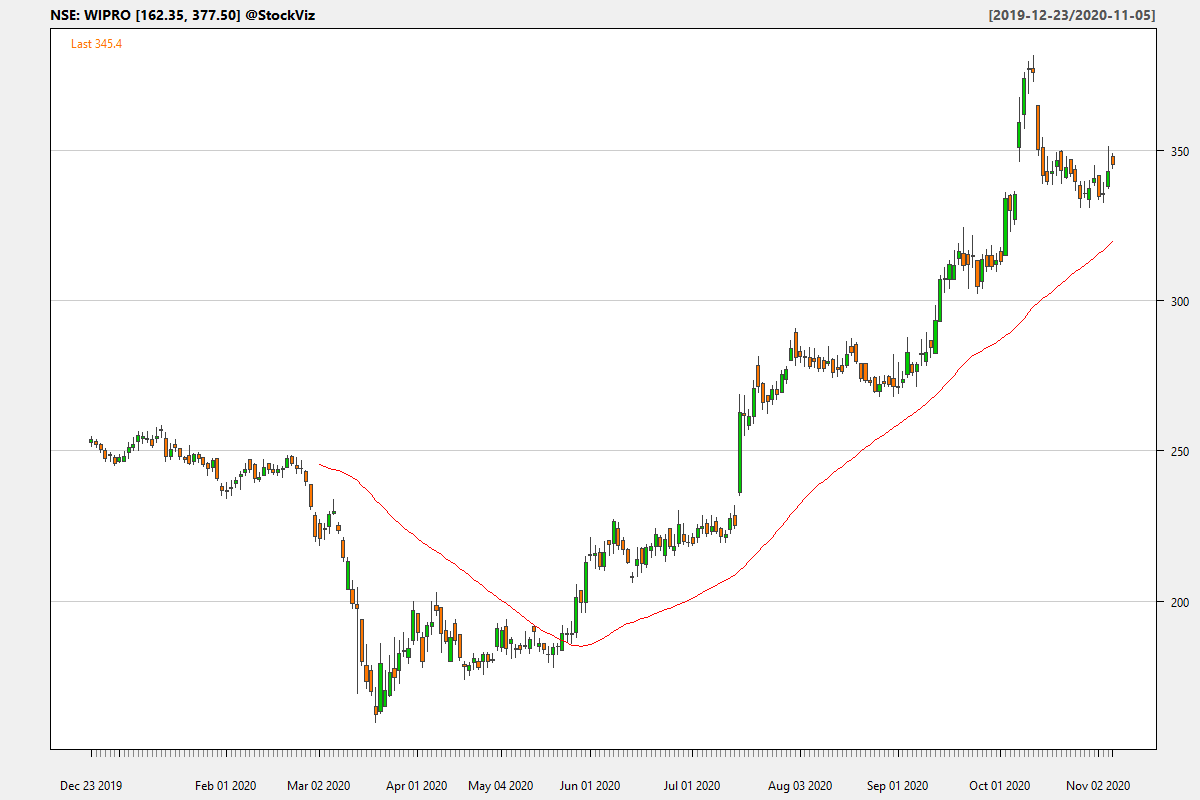 NSE: WIPRO [162.35, 377.50] @StockViz
[2019-12-23/2020-11-05]
Last 345.4
350
300
250
200
Dec 23 2019
Feb 01 2020
Mar 02 2020
Apr 01 2020
May 04 2020
Jun 01 2020
Jul 01 2020
Aug 03 2020
Sep 01 2020
Oct 01 2020
Nov 02 2020